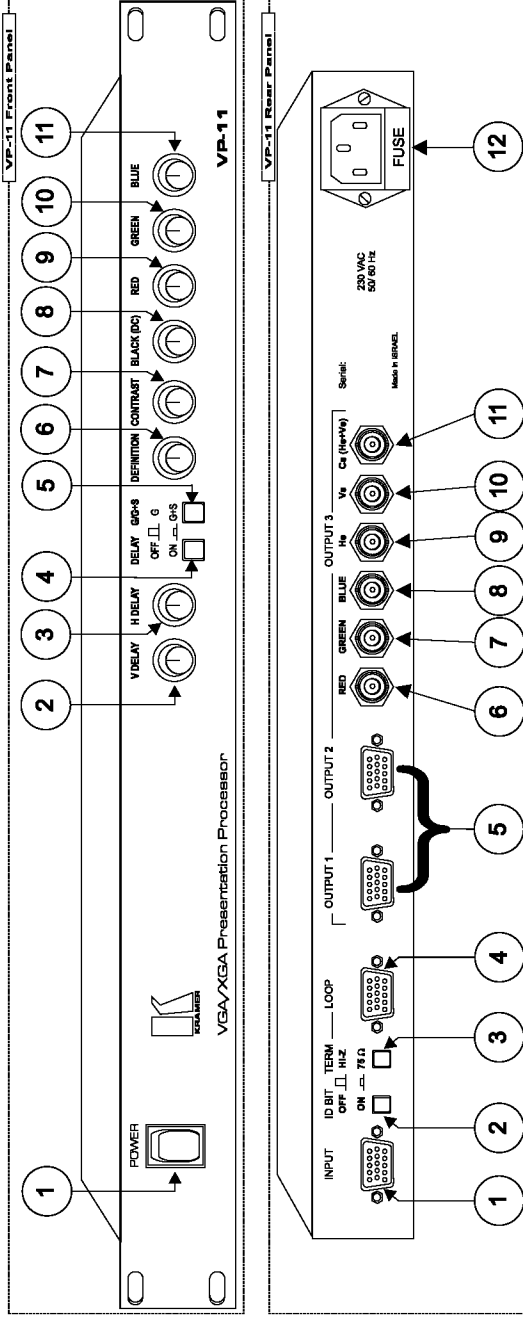 VP-11 Front Panel
1
2
3
4
5
6
7
8
9
10
11
POWER
KRAMER
VGA/XGA Presentation Processor
V DELAY
H DELAY
DELAY
G/G+S
OFF
G
ON
G+S
DEFINITION
CONTRAST
BLACK (DC)
RED
GREEN
BLUE
VP-11
VP-11 Rear Panel
INPUT
ID BIT
TERM
OFF
HI-Z
ON
75 Ω
LOOP
OUTPUT 1
OUTPUT 2
OUTPUT 3
RED
GREEN
BLUE
Hs
Vs
Cs (Hs+Vs)
Serial:
Made in ISRAEL
230 VAC
50/ 60 Hz
FUSE
1
2
3
4
5
6
7
8
9
10
11
12